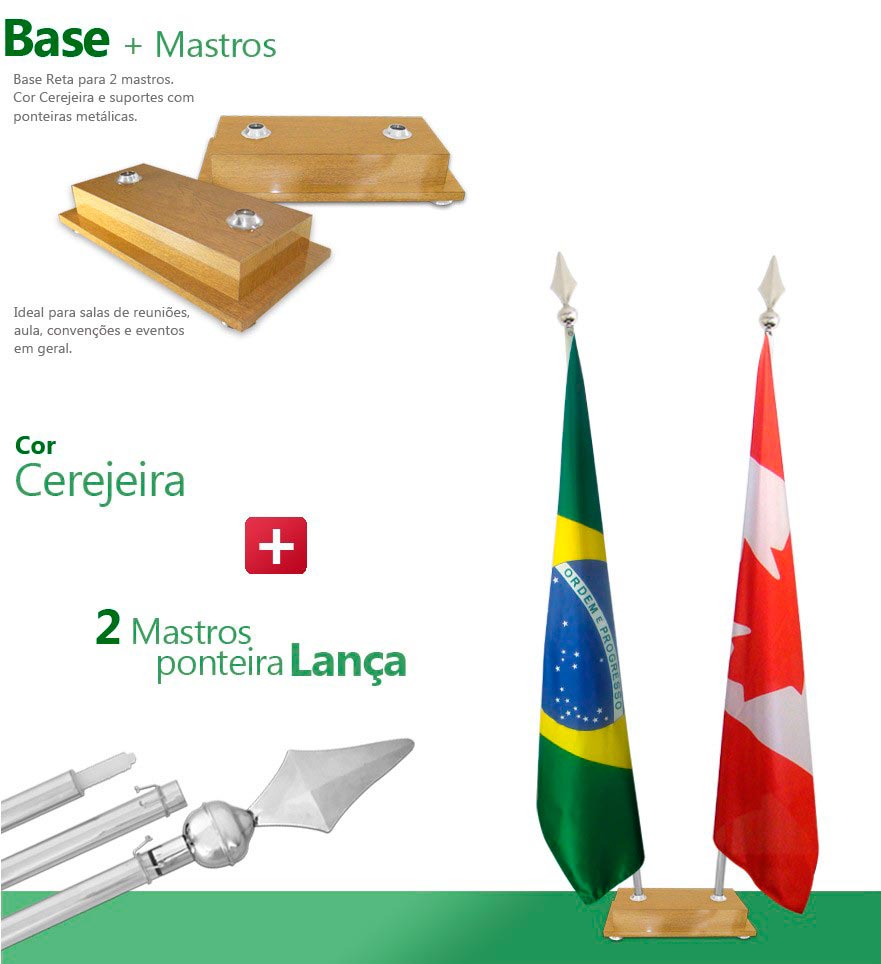 Base + Mastros
Base Reta para 2 mastros.
Cor Cerejeira e suportes com
ponteiras metálicas.
Ideal para salas de reuniões,
aula, convenções e eventos
em geral.
Cor
Cerejeira
2 Mastros
ponteira Lança
ORDEM E PROGRESSO